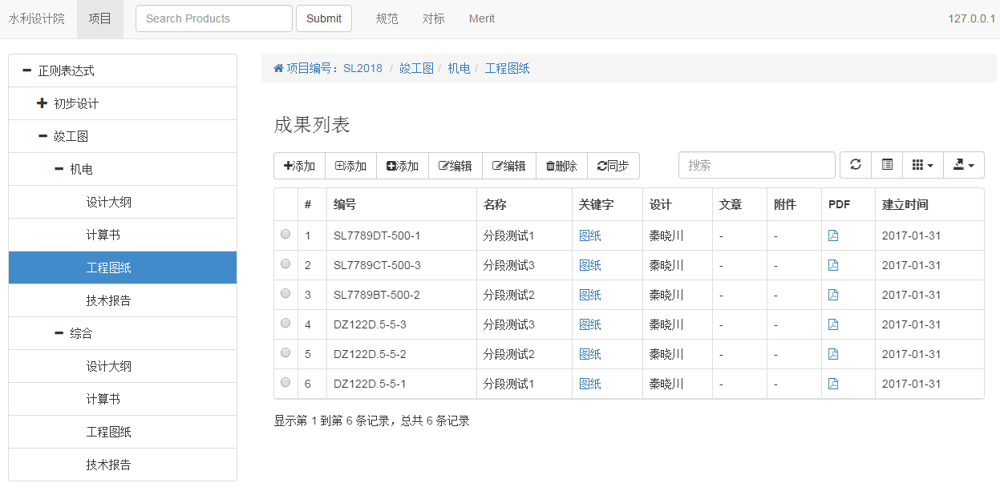 水利设计院 项目 Search Products Submit 规范 对标 Merit 127.0.0.1
正则表达式
初步设计
竣工图
机电
设计大纲
计算书
工程图纸
技术报告
综合
设计大纲
计算书
工程图纸
技术报告
项目编号：SL2018 / 竣工图 / 机电 / 工程图纸
成果列表
添加 添加 添加 编辑 编辑 删除 同步 搜索
# 编号 名称 关键字 设计 文章 附件 PDF 建立时间
1 SL7789DT-500-1 分段测试1 图纸 秦晓川 - - 2017-01-31
2 SL7789CT-500-3 分段测试3 图纸 秦晓川 - - 2017-01-31
3 SL7789BT-500-2 分段测试2 图纸 秦晓川 - - 2017-01-31
4 DZ122D.5-5-3 分段测试3 图纸 秦晓川 - - 2017-01-31
5 DZ122D.5-5-2 分段测试2 图纸 秦晓川 - - 2017-01-31
6 DZ122D.5-5-1 分段测试1 图纸 秦晓川 - - 2017-01-31
显示第 1 到第 6 条记录，总共 6 条记录